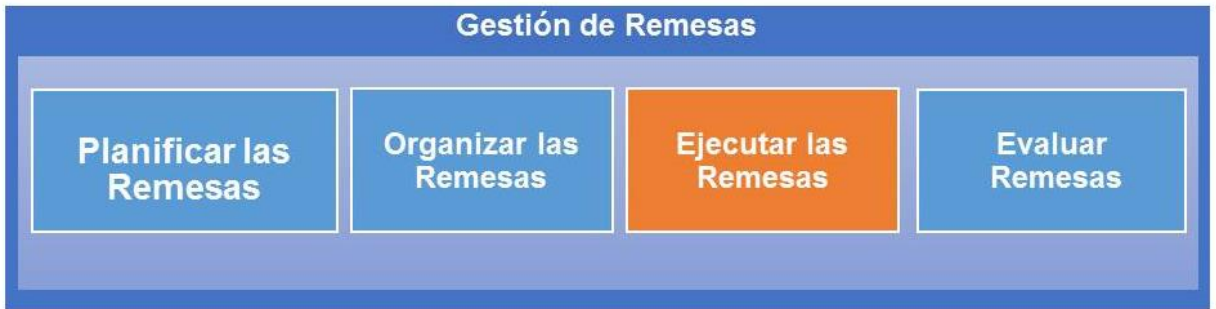 Gestión de Remesas
Planificar las
Remesas
Organizar las
Remesas
Ejecutar las
Remesas
Evaluar
Remesas